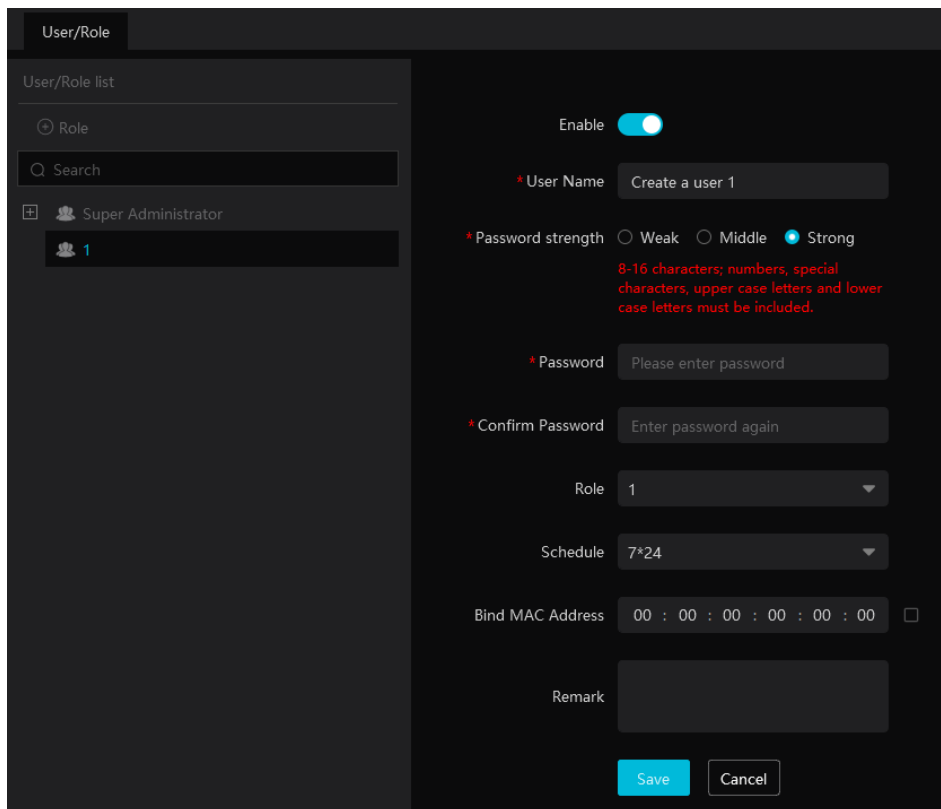 User/Role
User/Role list
Role
Search
Super Administrator
1
Enable
*User Name Create a user 1
*Password strength Weak Middle Strong
8-16 characters; numbers, special
characters, upper case letters and lower
case letters must be included.
*Password Please enter password
*Confirm Password Enter password again
Role 1
Schedule 7*24
Bind MAC Address 00 : 00 : 00 : 00 : 00 : 00
Remark
Save Cancel